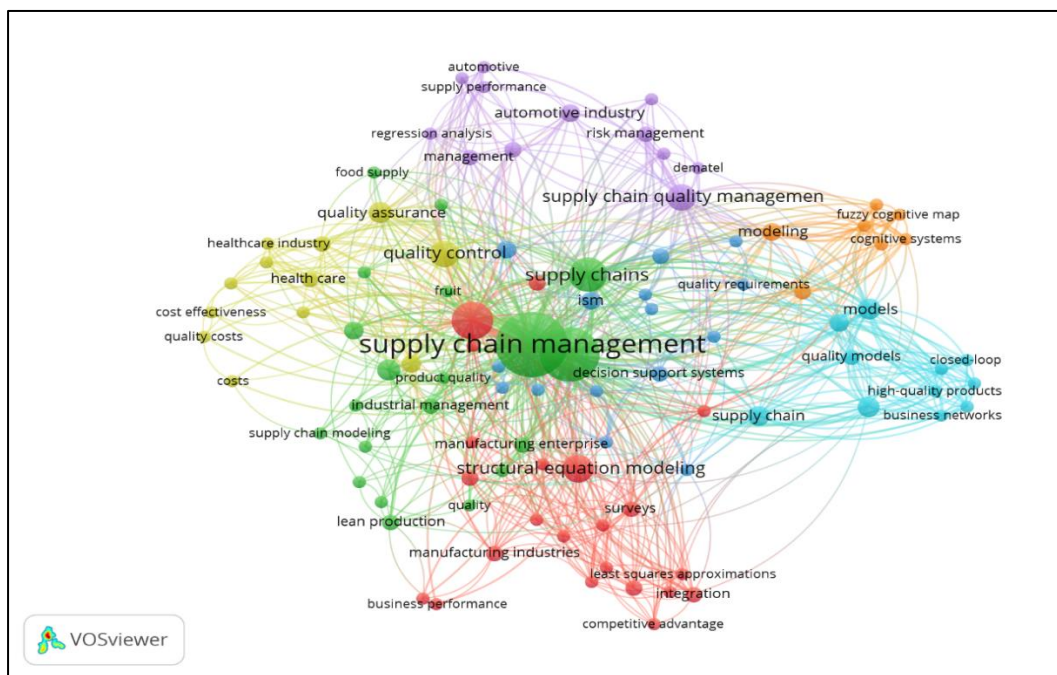 automotive
supply performance
automotive industry
regression analysis
risk management
management
dematel
food supply
supply chain quality managemen
quality assurance
fuzzy cognitive map
modeling
cognitive systems
healthcare industry
quality control
supply chains
health care
quality requirements
fruit
ism
cost effectiveness
models
quality costs
supply chain management
quality models
closed-loop
decision support systems
costs
product quality
high-quality products
industrial management
supply chain
business networks
supply chain modeling
manufacturing enterprise
structural equation modeling
quality
surveys
lean production
manufacturing industries
least squares approximations
integration
business performance
competitive advantage
VOSviewer